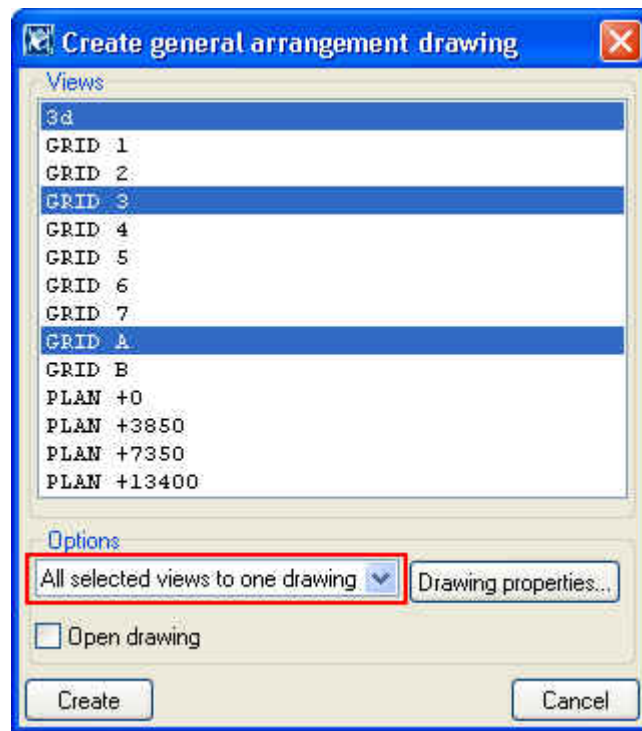 Create general arrangement drawing
Views
3d
GRID 1
GRID 2
GRID 3
GRID 4
GRID 5
GRID 6
GRID 7
GRID A
GRID B
PLAN +0
PLAN +3850
PLAN +7350
PLAN +13400
Options
All selected views to one drawing
Drawing properties...
Open drawing
Create
Cancel